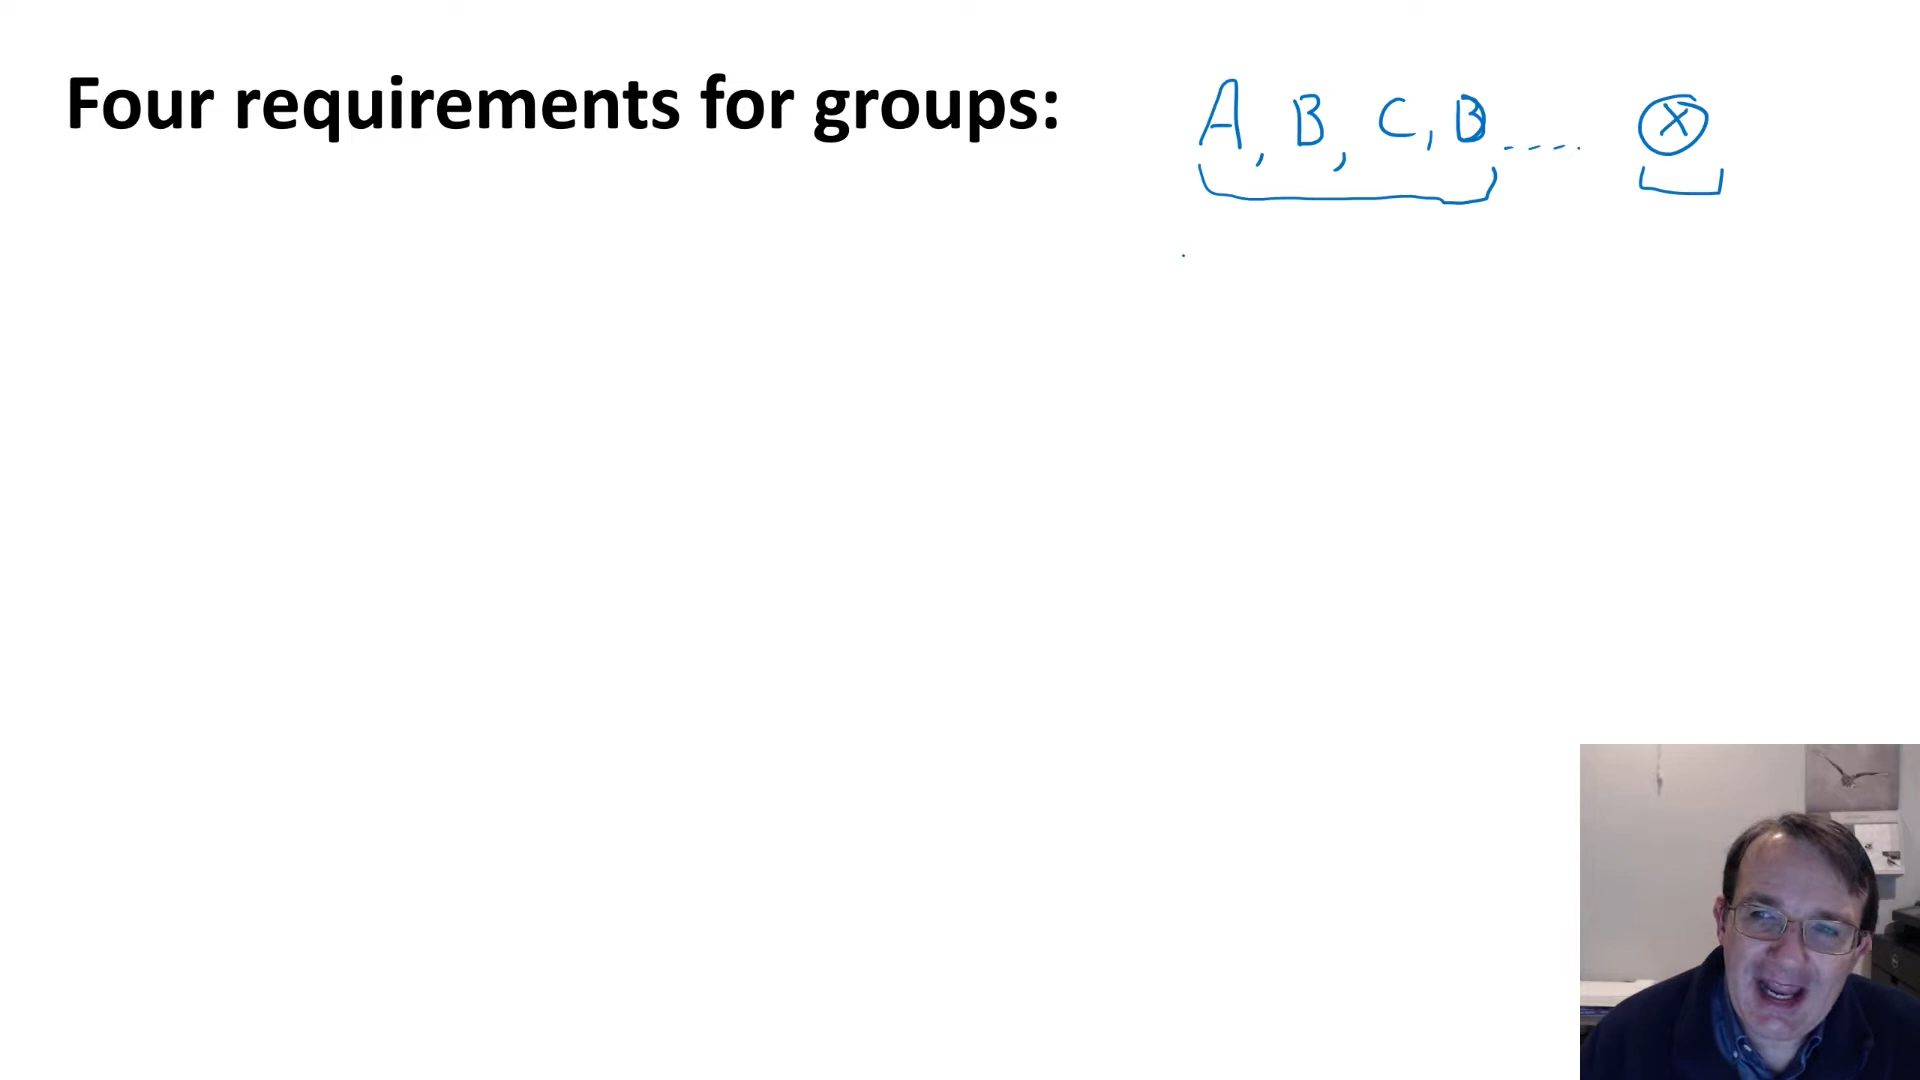 Four requirements for groups:
A, B, C, D ..... ⊗